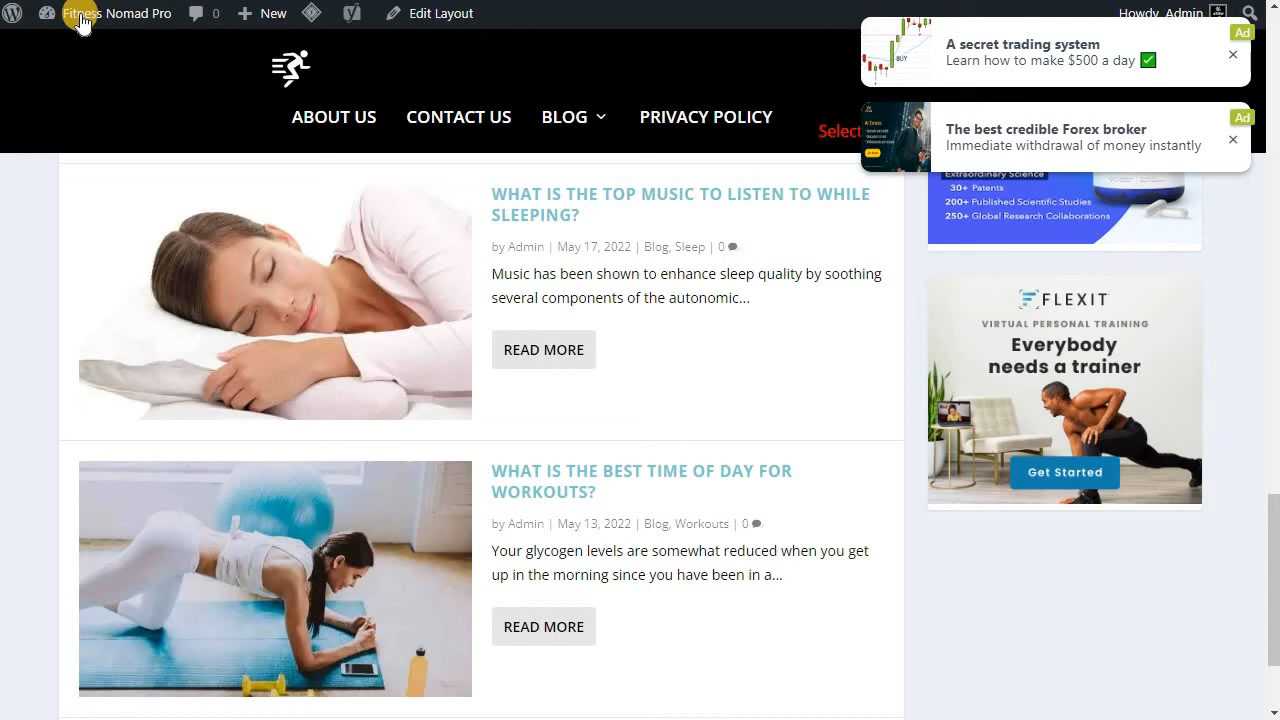 Fitness Nomad Pro 0 New Edit Layout Howdy, Admin
A secret trading system
Learn how to make $500 a day ✅
Ad
The best credible Forex broker
Immediate withdrawal of money instantly
Ad
ABOUT US CONTACT US BLOG PRIVACY POLICY Select
BUY
WHAT IS THE TOP MUSIC TO LISTEN TO WHILE
SLEEPING?
by Admin | May 17, 2022 | Blog, Sleep | 0
Music has been shown to enhance sleep quality by soothing
several components of the autonomic...
READ MORE
WHAT IS THE BEST TIME OF DAY FOR
WORKOUTS?
by Admin | May 13, 2022 | Blog, Workouts | 0
Your glycogen levels are somewhat reduced when you get
up in the morning since you have been in a...
READ MORE
Extraordinary Science
30+ Patents
200+ Published Scientific Studies
250+ Global Research Collaborations
FLEXIT
VIRTUAL PERSONAL TRAINING
Everybody
needs a trainer
Get Started